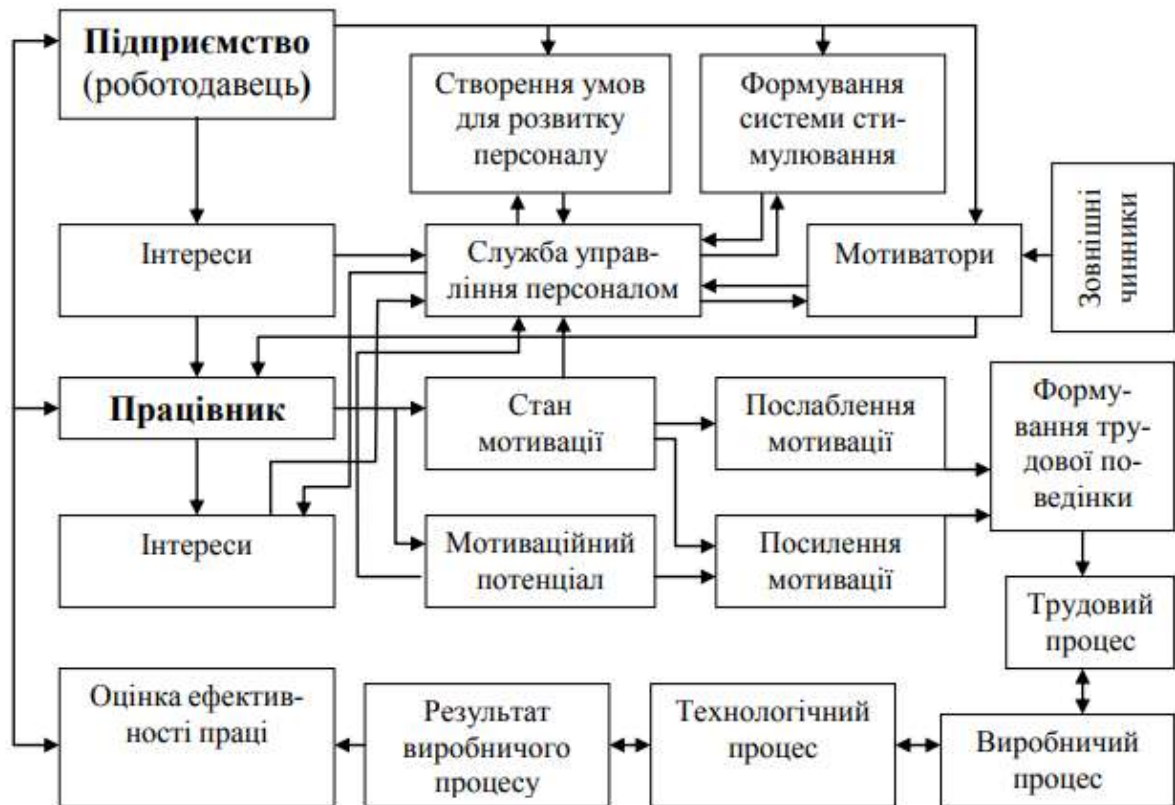 Підприємство
(роботодавець)
Створення умов
для розвитку
персоналу
Формування
системи сти-
мулювання
Зовнішні
чинники
Інтереси
Служба управ-
ління персоналом
Мотиватори
Працівник
Стан
мотивації
Послаблення
мотивації
Форму-
вання тру-
дової по-
ведінки
Інтереси
Мотиваційний
потенціал
Посилення
мотивації
Трудовий
процес
Оцінка ефектив-
ності праці
Результат
виробничого
процесу
Технологічний
процес
Виробничий
процес